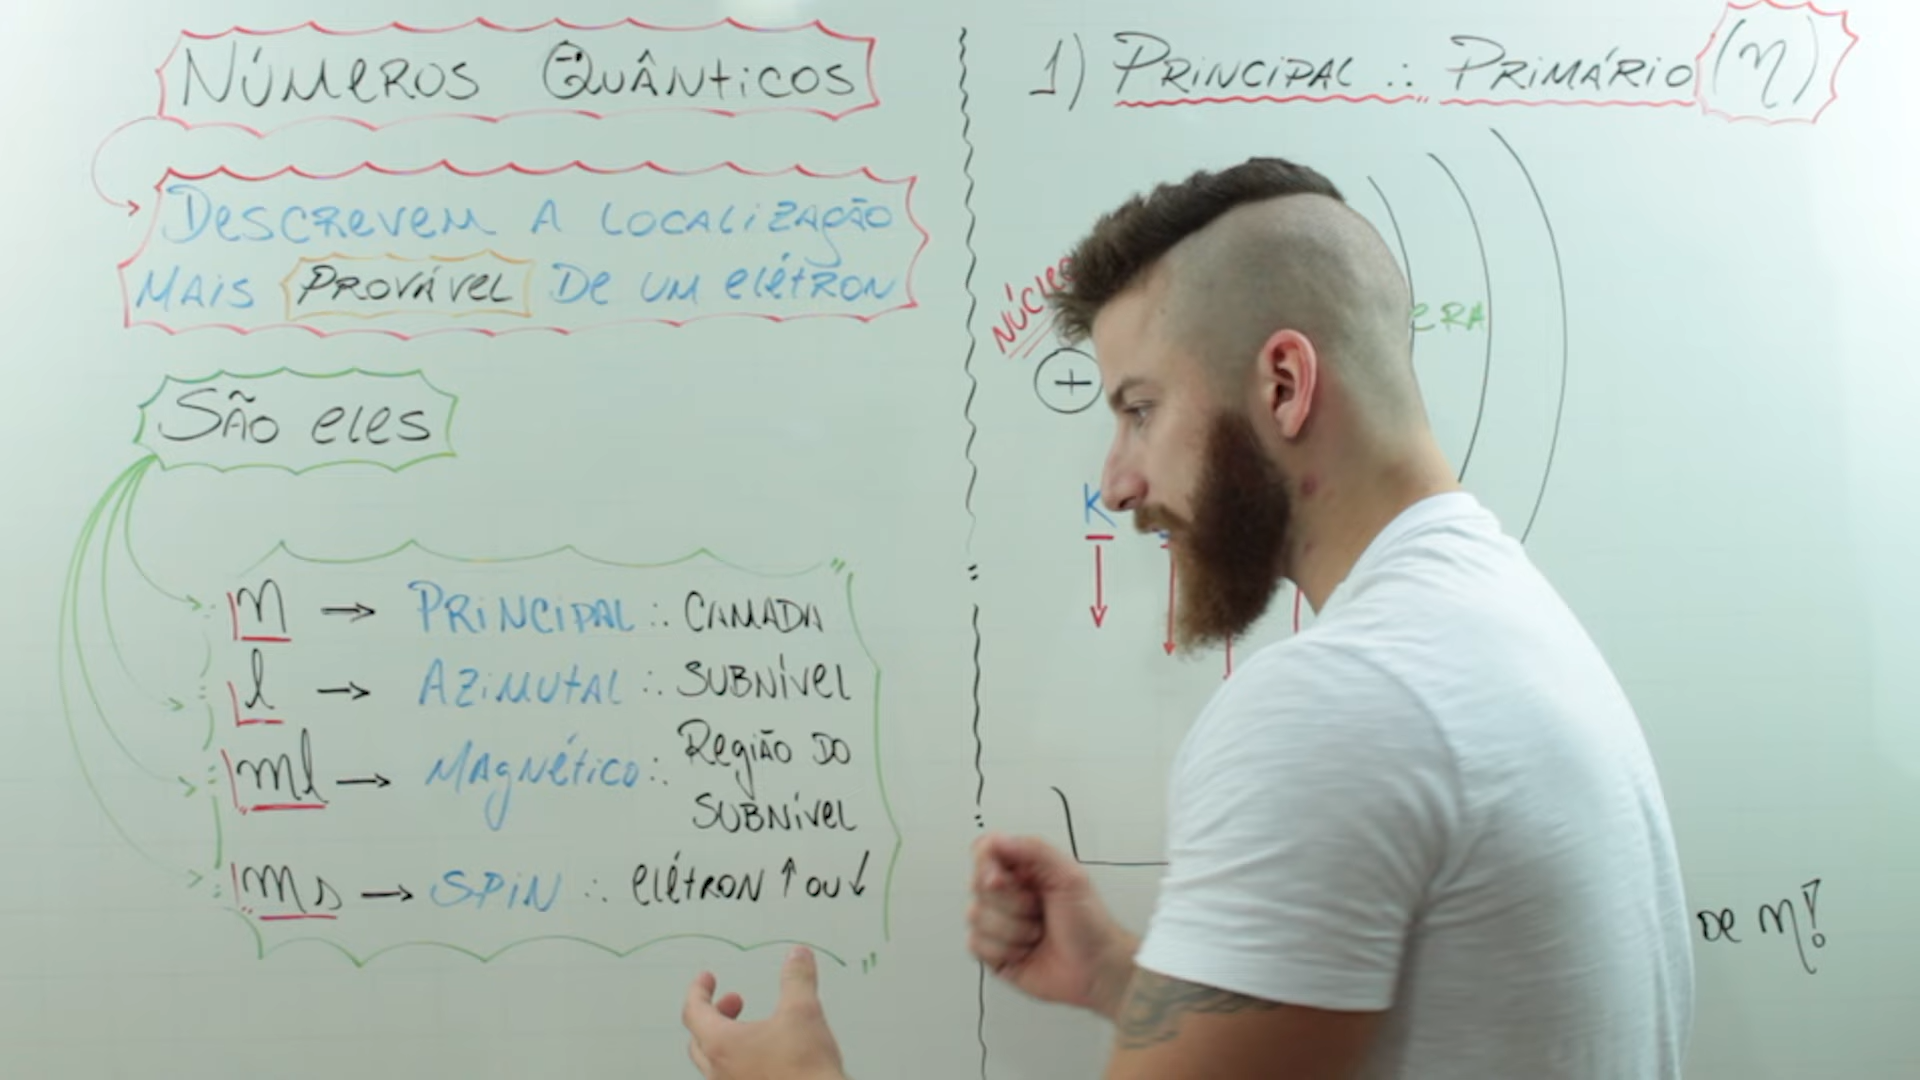 Números Quânticos
Descrevem a localização
mais provável de um elétron
São eles
n → Principal ∴ camada
l → Azimutal ∴ subnível
ml → Magnético ∴ Região do
subnível
ms → Spin ∴ elétron ↑ ou ↓
1) Principal ∴ Primário (n)
+
K
de n!